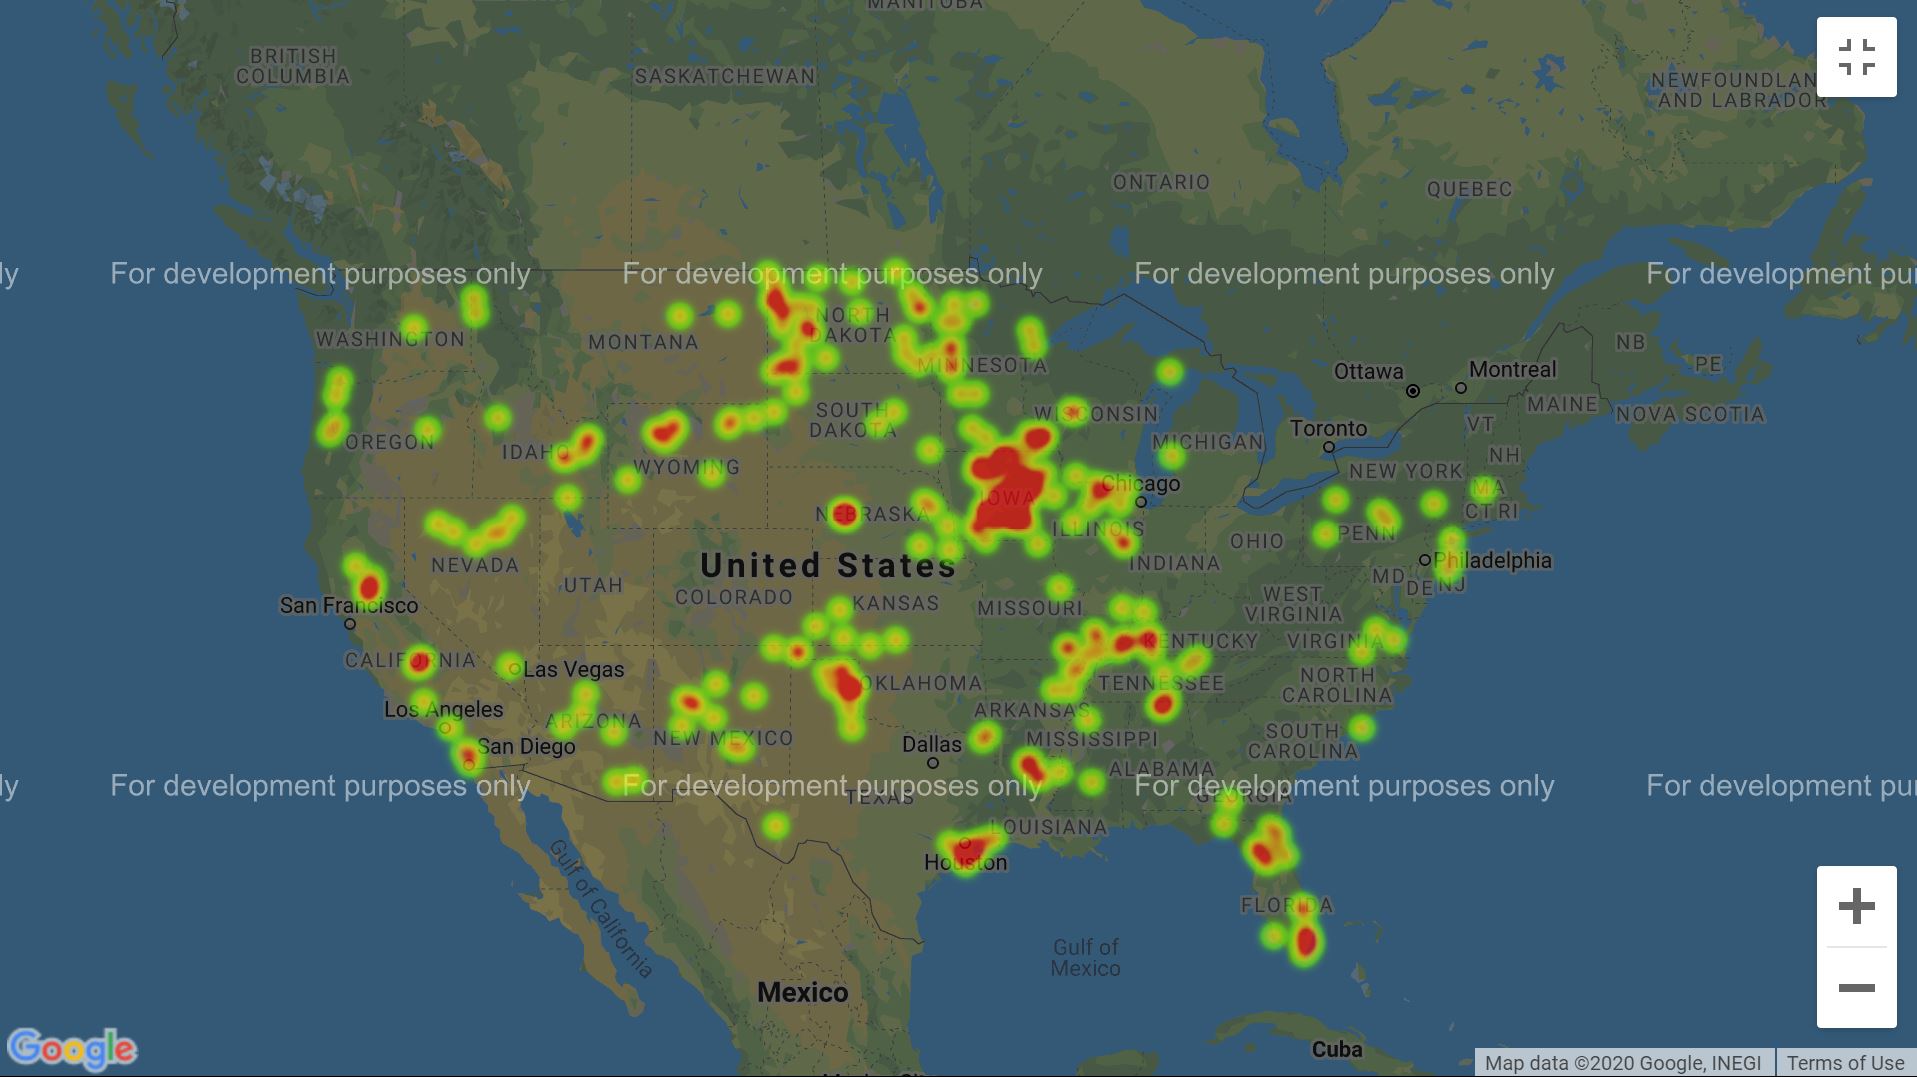 MANITOBA
BRITISH
COLUMBIA
SASKATCHEWAN
NEWFOUNDLAN
AND LABRADOR
ONTARIO
QUEBEC
ly
For development purposes only
For development purposes only
For development purposes only
For development pur
WASHINGTON
MONTANA
NORTH
DAKOTA
MINNESOTA
NB
PE
Ottawa
Montreal
MAINE
NOVA SCOTIA
OREGON
IDAHO
WYOMING
SOUTH
DAKOTA
WISCONSIN
MICHIGAN
Toronto
VT
NH
NEW YORK
MA
CT RI
Chicago
IOWA
NEBRASKA
ILLINOIS
INDIANA
OHIO
PENN
Philadelphia
MD
DE
NJ
NEVADA
UTAH
United States
COLORADO
KANSAS
MISSOURI
WEST
VIRGINIA
KENTUCKY
VIRGINIA
San Francisco
CALIFORNIA
Las Vegas
OKLAHOMA
TENNESSEE
NORTH
CAROLINA
Los Angeles
ARIZONA
NEW MEXICO
ARKANSAS
MISSISSIPPI
SOUTH
CAROLINA
San Diego
Dallas
ALABAMA
ly
For development purposes only
For development purposes only
For development purposes only
For development pur
TEXAS
GEORGIA
LOUISIANA
Houston
FLORIDA
Gulf of California
Gulf of
Mexico
Mexico
Cuba
Google
Map data ©2020 Google, INEGI
Terms of Use